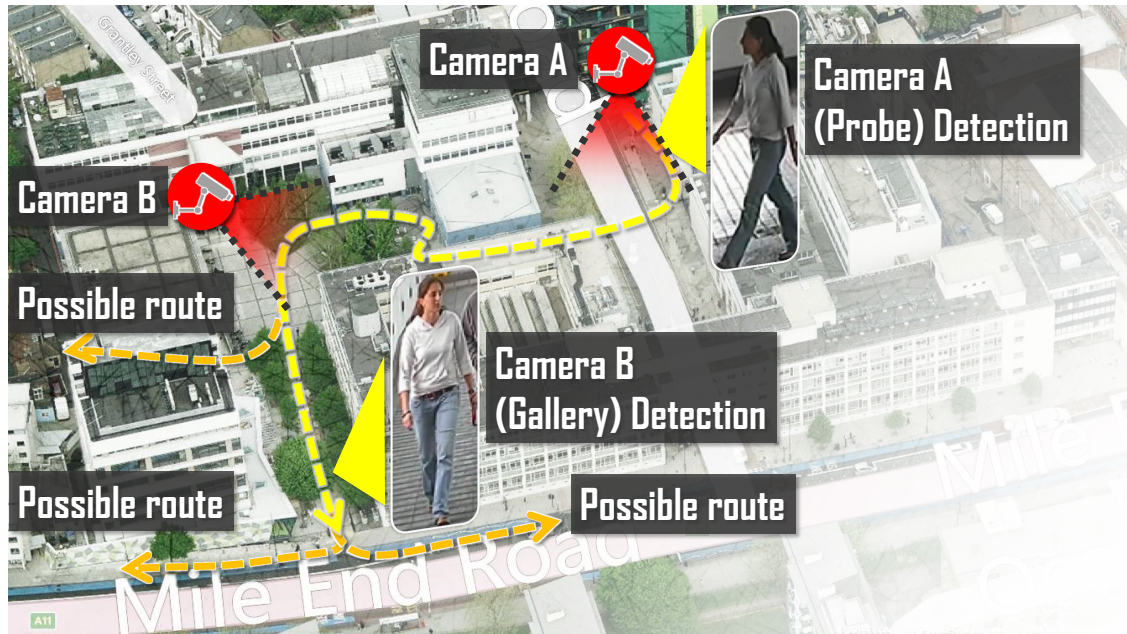 Grantley Street
Camera A
Camera A
(Probe) Detection
Camera B
Possible route
Camera B
(Gallery) Detection
Possible route
Possible route
Mile End Road
Mile
A11